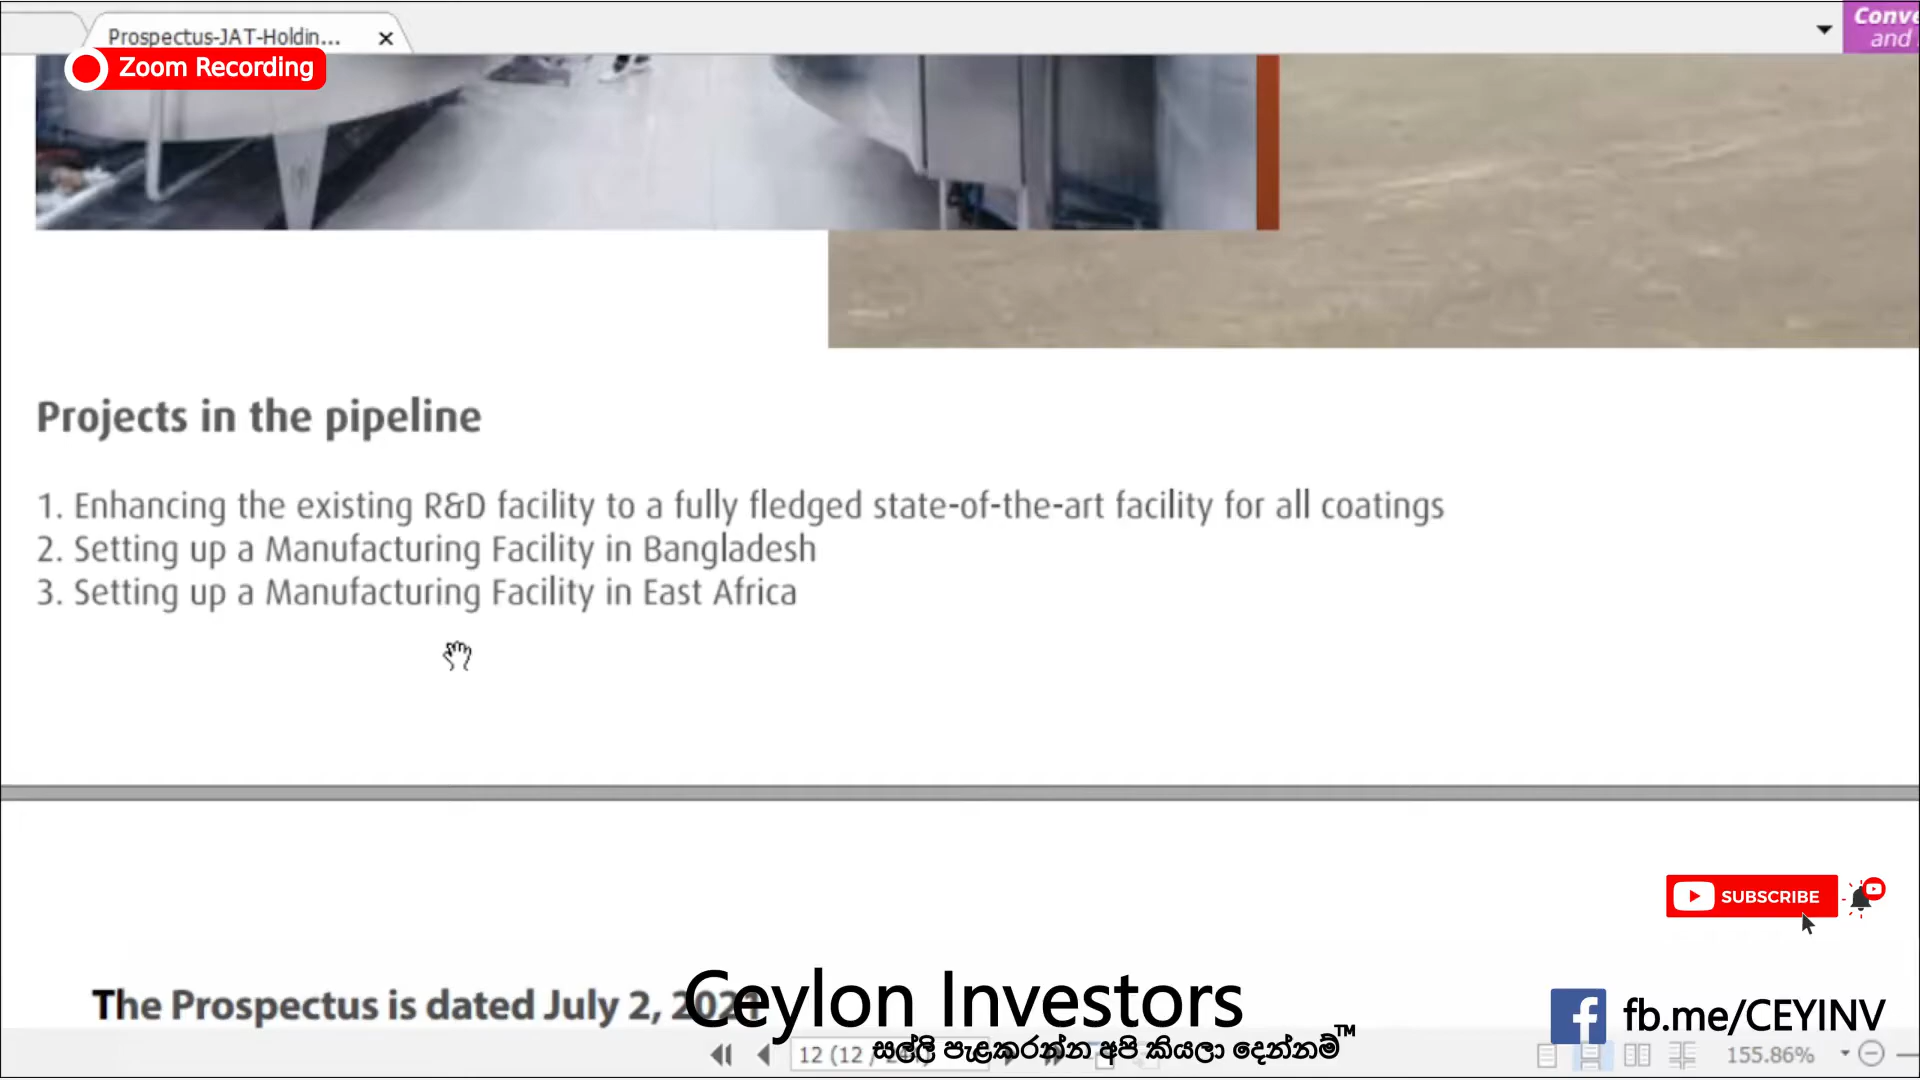 Prospectus-JAT-Holdin...
Conve
and
Zoom Recording
Projects in the pipeline
1. Enhancing the existing R&D facility to a fully fledged state-of-the-art facility for all coatings
2. Setting up a Manufacturing Facility in Bangladesh
3. Setting up a Manufacturing Facility in East Africa
SUBSCRIBE
The Prospectus is dated July 2, 2021
Ceylon Investors
සල්ලි පැළකරන්න අපි කියලා දෙන්නම් ™
fb.me/CEYINV
12 (12 /
155.86%